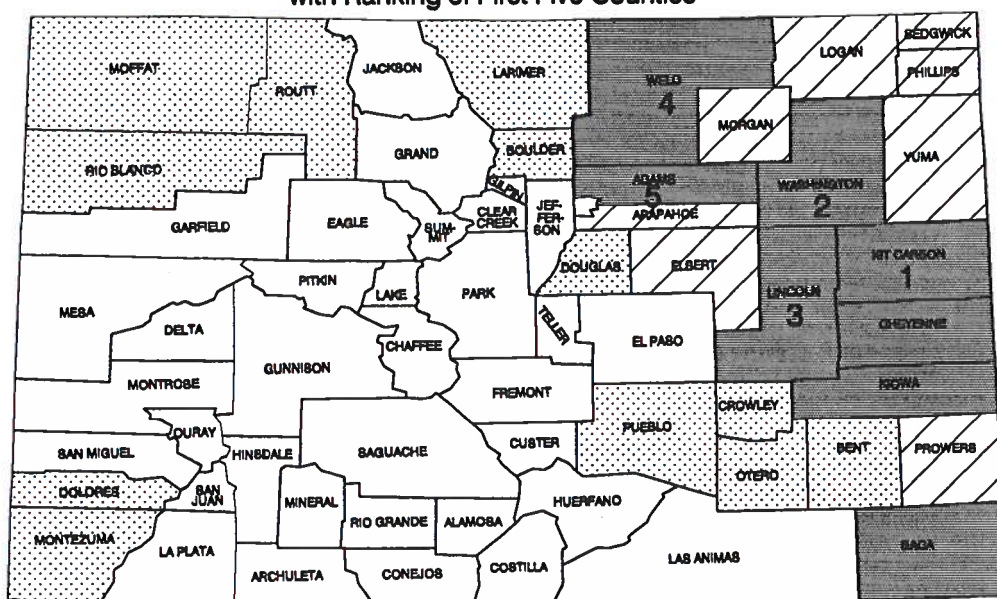 with Ranking of First Five Counties
MOFFAT
ROUTT
JACKSON
LARIMER
WELD
4
LOGAN
SEDGWICK
PHILLIPS
MORGAN
RIO BLANCO
GRAND
BOULDER
YUMA
ADAMS
5
WASHINGTON
2
GILPIN
CLEAR
CREEK
JEF-
FER-
SON
ARAPAHOE
GARFIELD
EAGLE
SUM-
MIT
DOUGLAS
ELBERT
KIT CARSON
1
LINCOLN
3
CHEYENNE
PITKIN
LAKE
PARK
TELLER
EL PASO
MESA
DELTA
GUNNISON
CHAFFEE
MONTROSE
FREMONT
KIOWA
CROWLEY
PUEBLO
OURAY
SAN MIGUEL
HINSDALE
SAGUACHE
CUSTER
BENT
PROWERS
OTERO
DOLORES
SAN
JUAN
MINERAL
RIO GRANDE
ALAMOSA
HUERFANO
MONTEZUMA
LA PLATA
ARCHULETA
CONEJOS
COSTILLA
LAS ANIMAS
BACA